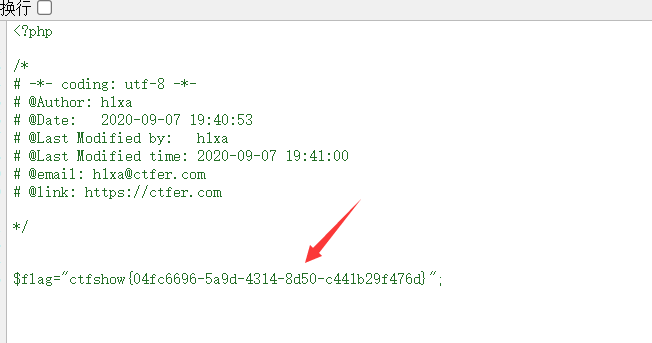 换行
<?php
/*
# -*- coding: utf-8 -*-
# @Author: h1xa
# @Date:   2020-09-07 19:40:53
# @Last Modified by:   h1xa
# @Last Modified time: 2020-09-07 19:41:00
# @email: h1xa@ctfer.com
# @link: https://ctfer.com
*/
$flag="ctfshow{04fc6696-5a9d-4314-8d50-c441b29f476d}";